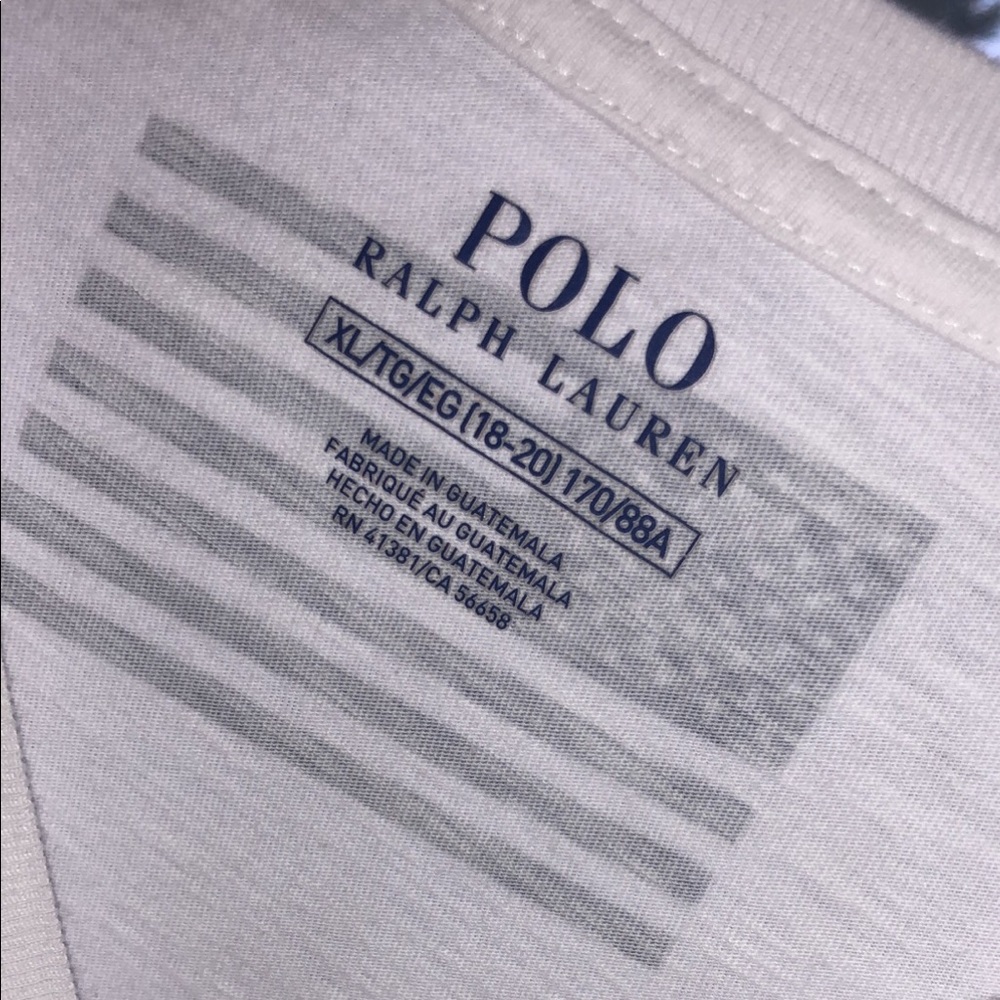 POLO
RALPH LAUREN
XL/TG/EG (18-20) 170/88A
MADE IN GUATEMALA
FABRIQUÉ AU GUATEMALA
HECHO EN GUATEMALA
RN 41381/CA 56658